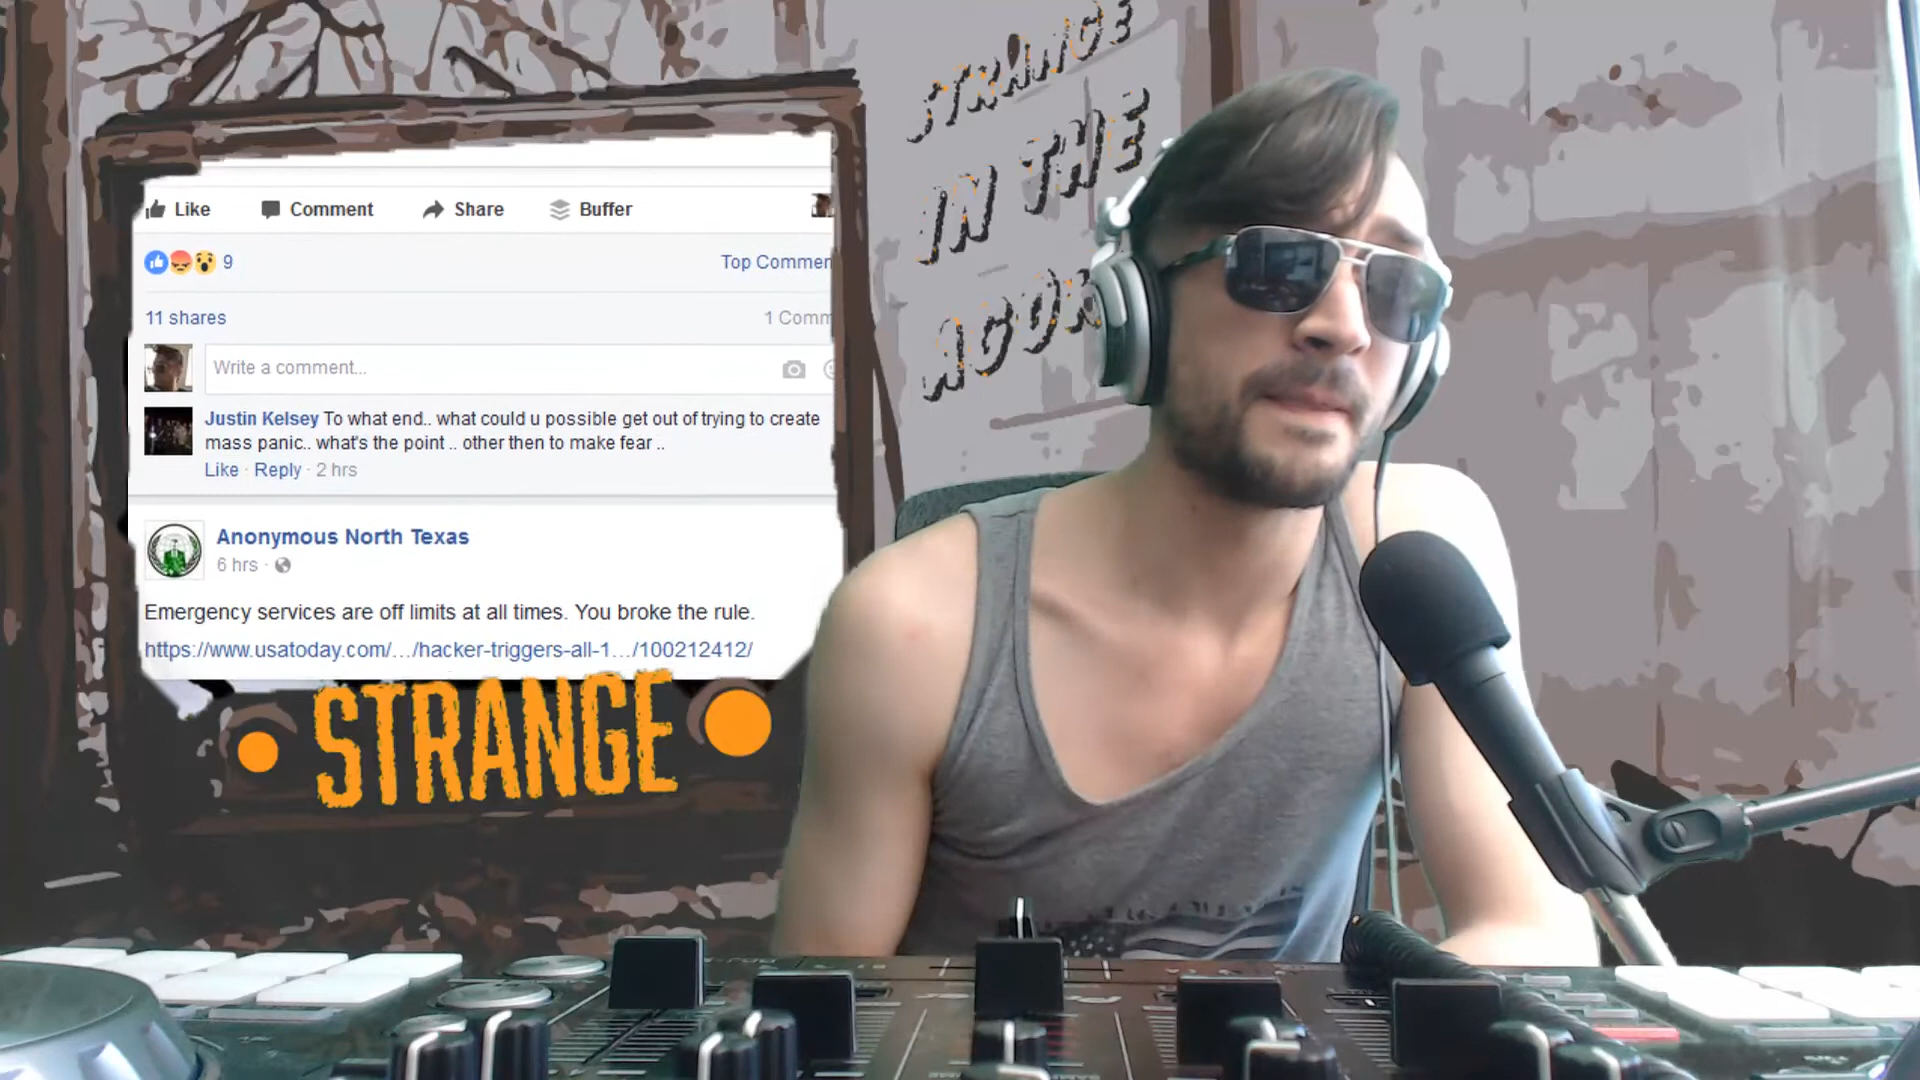 Like Comment Share Buffer
9 Top Commen
11 shares 1 Comm
Write a comment...
Justin Kelsey To what end.. what could u possible get out of trying to create
mass panic.. what's the point .. other then to make fear ..
Like · Reply · 2 hrs
Anonymous North Texas
6 hrs ·
Emergency services are off limits at all times. You broke the rule.
https://www.usatoday.com/…/hacker-triggers-all-1…/100212412/
STRANGE
STRANGE
IN THE